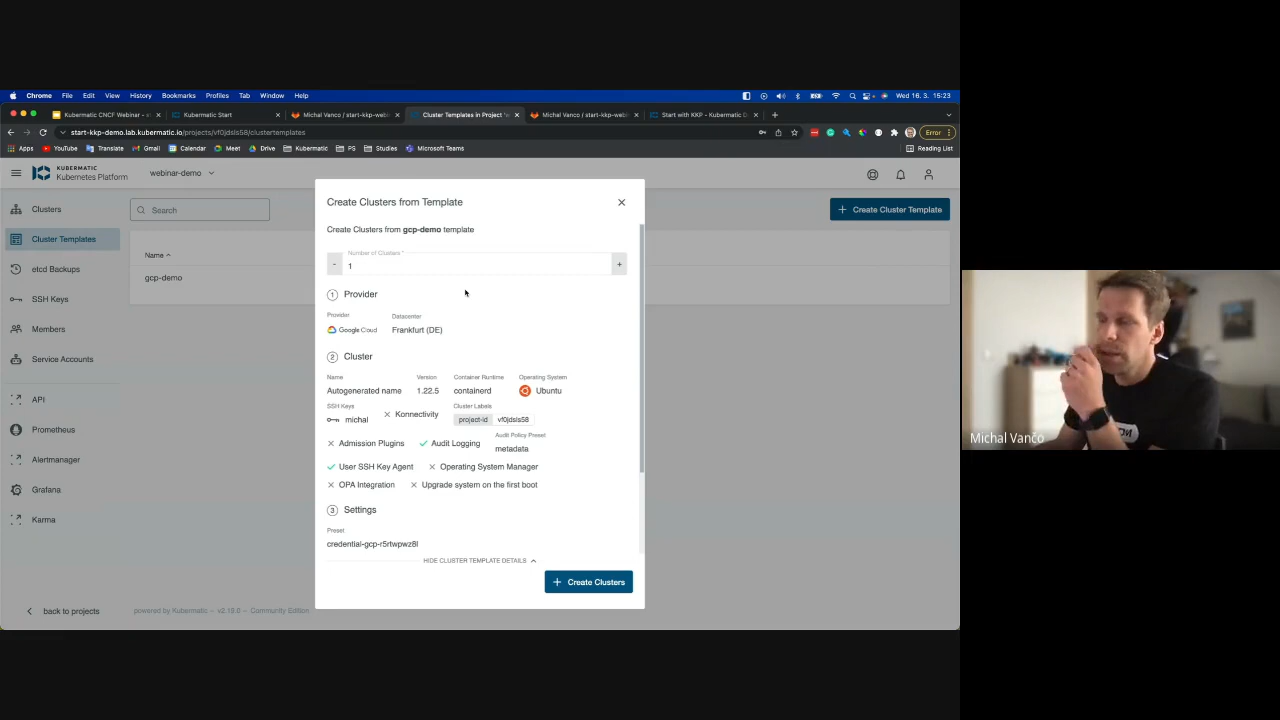 Chrome File Edit View History Bookmarks Profiles Tab Window Help Wed 16. 3. 15:23
Kubermatic CNCF Webinar - Kubermatic Start Michal Vanco / start-kkp-web Cluster Templates in Project Michal Vanco / start-kkp-webi Start with KKP - Kubermatic D
start-kkp-demo.lab.kubermatic.io/projects/vf0jdsls58/clustertemplates Error
Apps YouTube Translate Gmail Calendar Meet Drive Kubermatic PS Studies Microsoft Teams Reading List
KUBERMATIC
Kubernetes Platform
webinar-demo
Clusters
Cluster Templates
etcd Backups
SSH Keys
Members
Service Accounts
API
Prometheus
Alertmanager
Grafana
Karma
back to projects
Search
Create Cluster Template
Name
gcp-demo
Create Clusters from Template
Create Clusters from gcp-demo template
Number of Clusters *
- 1 +
1 Provider
Provider Datacenter
Google Cloud Frankfurt (DE)
2 Cluster
Name Version Container Runtime Operating System
Autogenerated name 1.22.5 containerd Ubuntu
SSH Keys Cluster Labels
michal Konnectivity project-id vf0jdsls58
Audit Policy Preset
Admission Plugins Audit Logging metadata
User SSH Key Agent Operating System Manager
OPA Integration Upgrade system on the first boot
3 Settings
Preset
credential-gcp-r5rtwpwz8l
HIDE CLUSTER TEMPLATE DETAILS
Create Clusters
powered by Kubermatic - v2.19.0 - Community Edition
Michal Vančo